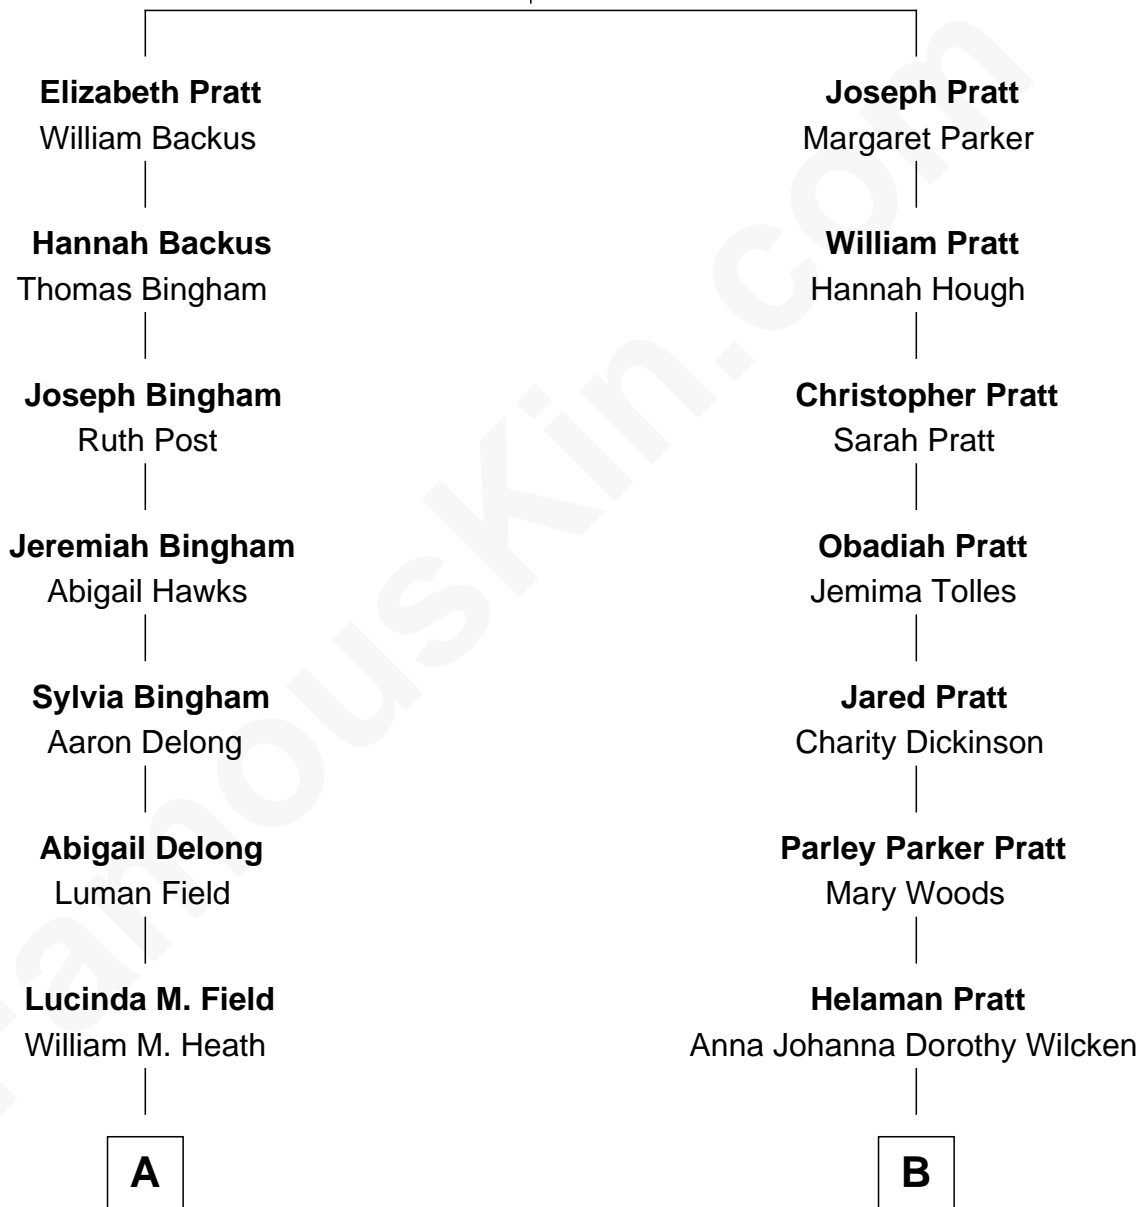 Elizabeth Pratt
William Backus
Hannah Backus
Thomas Bingham
Joseph Bingham
Ruth Post
Jeremiah Bingham
Abigail Hawks
Sylvia Bingham
Aaron Delong
Abigail Delong
Luman Field
Lucinda M. Field
William M. Heath
A
Joseph Pratt
Margaret Parker
William Pratt
Hannah Hough
Christopher Pratt
Sarah Pratt
Obadiah Pratt
Jemima Tolles
Jared Pratt
Charity Dickinson
Parley Parker Pratt
Mary Woods
Helaman Pratt
Anna Johanna Dorothy Wilcken
B
FamousKin.com